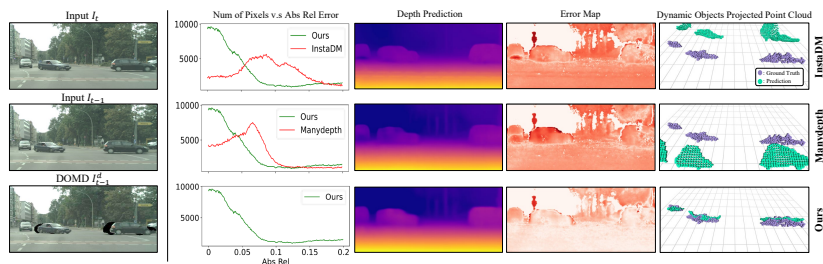 Input I_t
Num of Pixels v.s Abs Rel Error
Depth Prediction
Error Map
Dynamic Objects Projected Point Cloud
10000
5000
Ours
InstaDM
: Ground Truth
: Prediction
InstaDM
Input I_{t-1}
10000
5000
Ours
Manydepth
Manydepth
DOMD I^d_{t-1}
10000
5000
Ours
0
0.05
0.1
0.15
0.2
Abs Rel
Ours